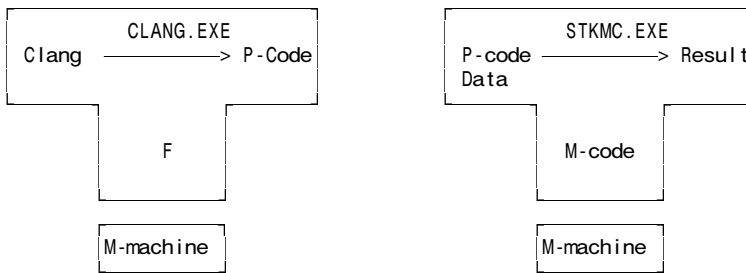 CLANG.EXE
Clang ———> P-Code
F
M-machine
STKMC.EXE
P-code ———> Result
Data
M-code
M-machine